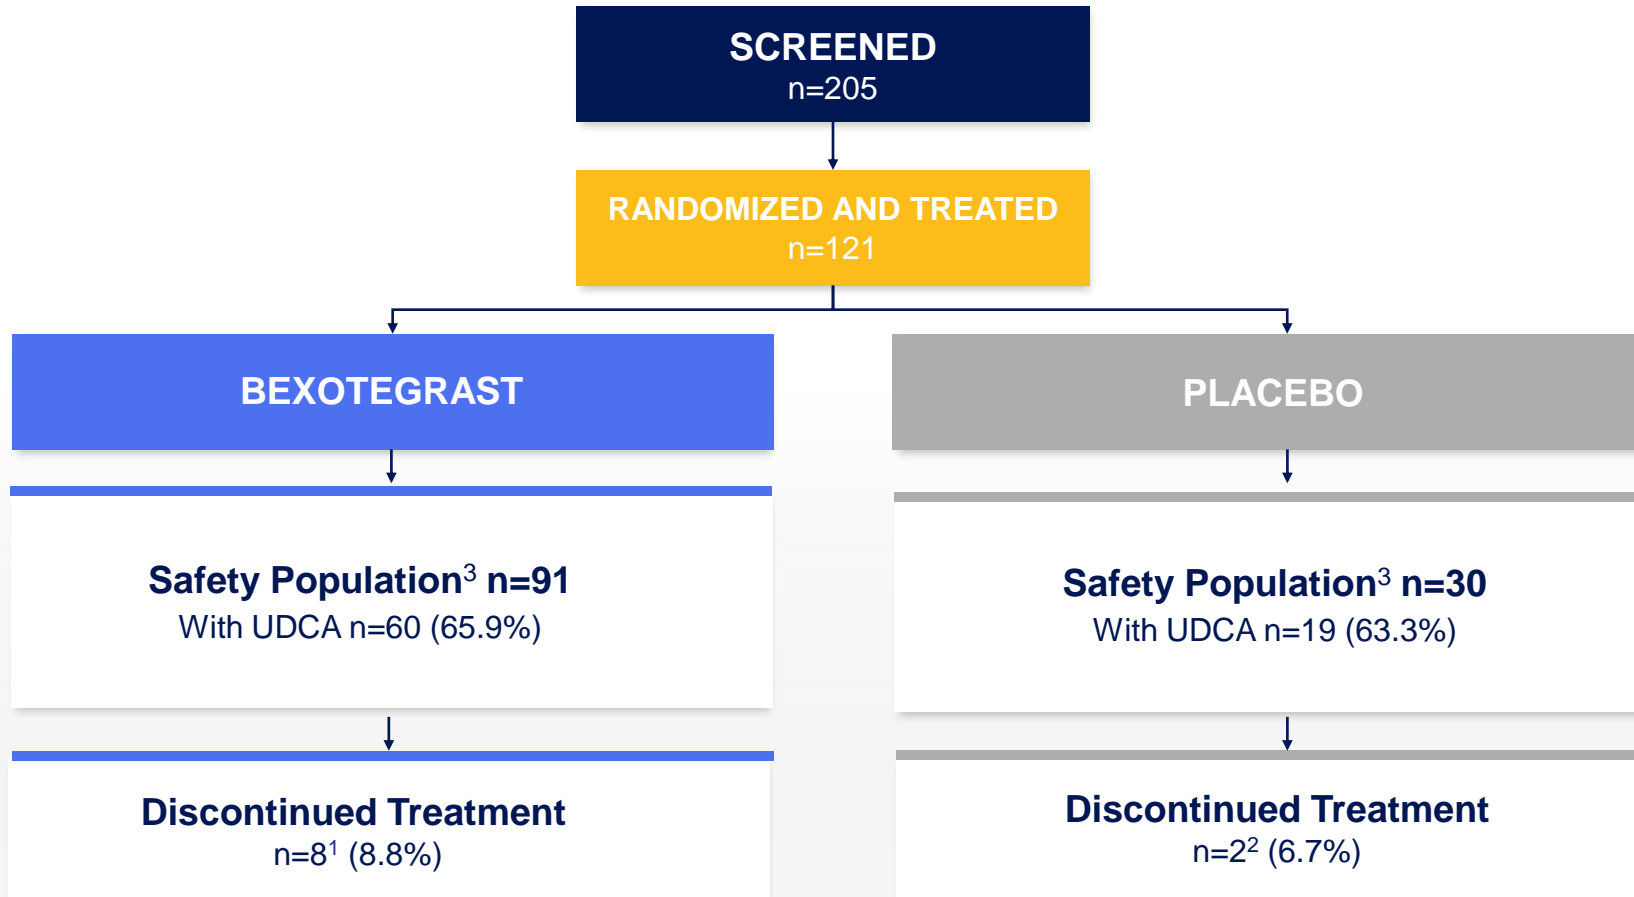 SCREENED
n=205
RANDOMIZED AND TREATED
n=121
BEXOTEGRAST
PLACEBO
Safety Population³ n=91
With UDCA n=60 (65.9%)
Safety Population³ n=30
With UDCA n=19 (63.3%)
Discontinued Treatment
n=8¹ (8.8%)
Discontinued Treatment
n=2² (6.7%)